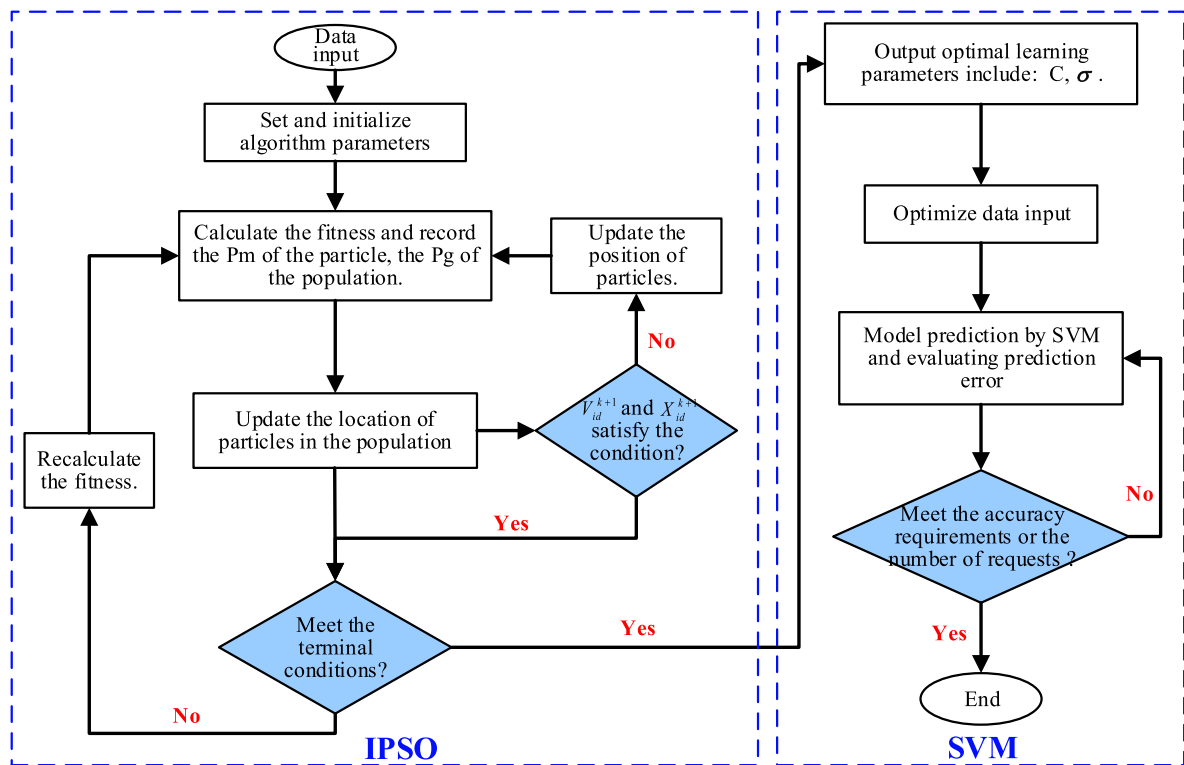 Data
input
Set and initialize
algorithm parameters
Calculate the fitness and record
the Pm of the particle, the Pg of
the population.
Update the
position of
particles.
No
Update the location of
particles in the population
V_{id}^{k+1} and X_{id}^{k+1}
satisfy the
condition?
Recalculate
the fitness.
Yes
Meet the
terminal
conditions?
Yes
No
IPSO
Output optimal learning
parameters include: C, σ .
Optimize data input
Model prediction by SVM
and evaluating prediction
error
No
Meet the accuracy
requirements or the
number of requests ?
Yes
End
SVM